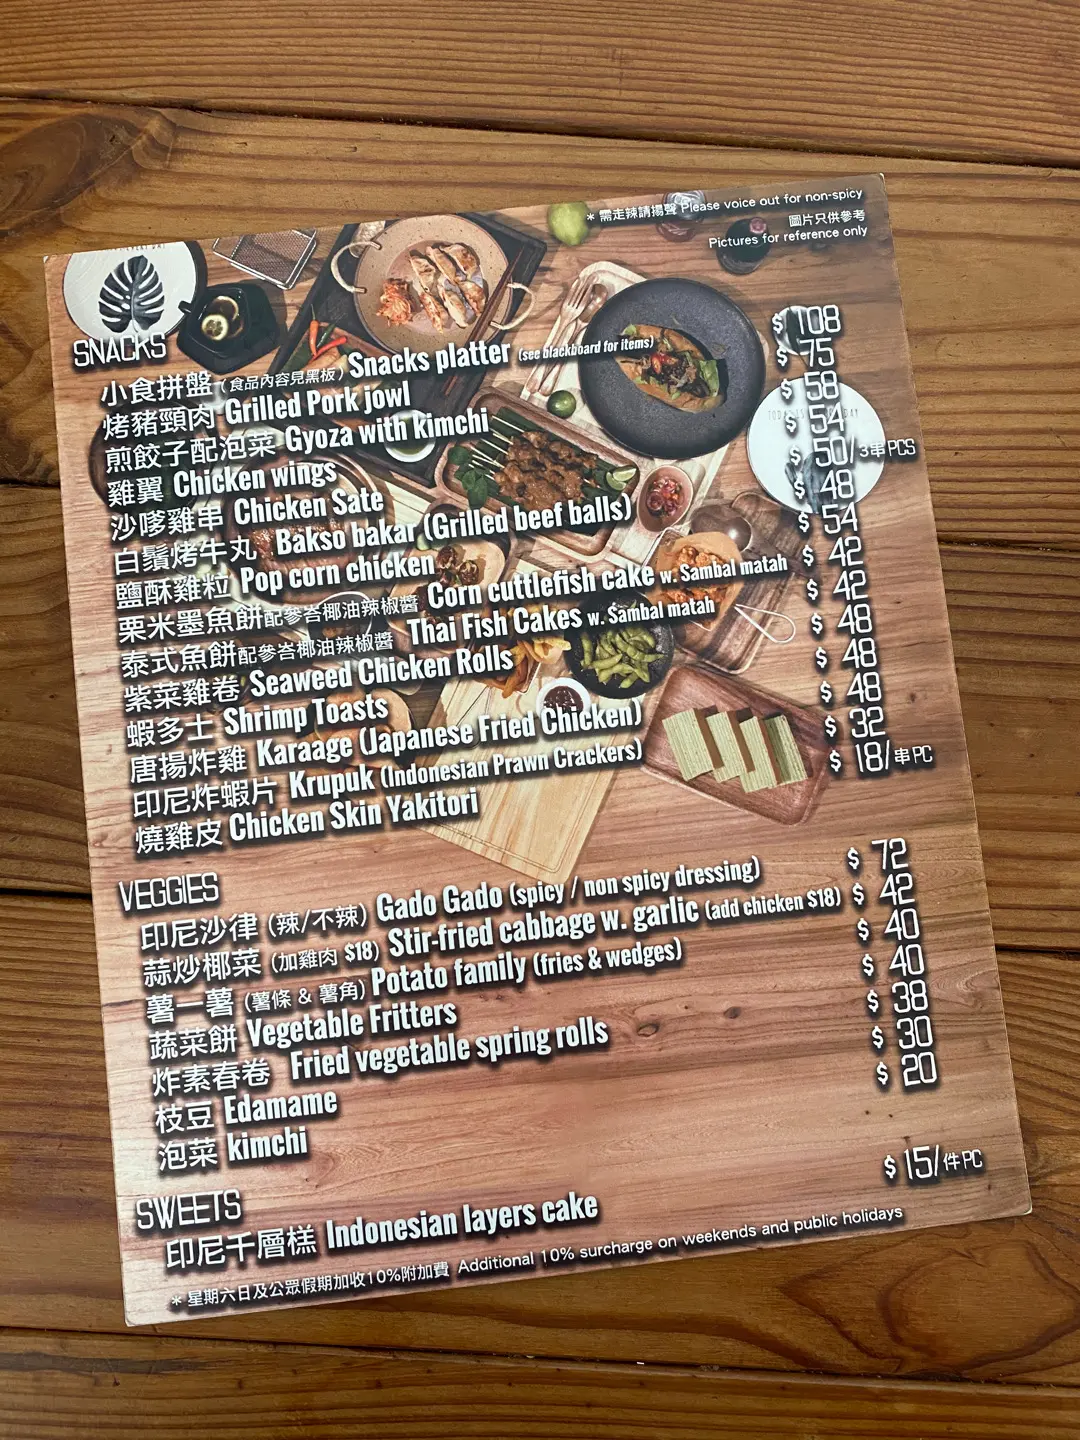 * 需走辣請揚聲 Please voice out for non-spicy
圖片只供參考
Pictures for reference only
SNACKS
小食拼盤 (食品內容見黑板) Snacks platter (see blackboard for items) $ 108
烤豬頸肉 Grilled Pork jowl $ 75
煎餃子配泡菜 Gyoza with kimchi $ 58
雞翼 Chicken wings $ 54
沙嗲雞串 Chicken Sate $ 50/3串PCS
白鬚烤牛丸 Bakso bakar (Grilled beef balls) $ 48
鹽酥雞粒 Pop corn chicken $ 54
粟米墨魚餅配參峇椰油辣椒醬 Corn cuttlefish cake w. Sambal matah $ 42
泰式魚餅配參峇椰油辣椒醬 Thai Fish Cakes w. Sambal matah $ 42
紫菜雞卷 Seaweed Chicken Rolls $ 48
蝦多士 Shrimp Toasts $ 48
唐揚炸雞 Karaage (Japanese Fried Chicken) $ 48
印尼炸蝦片 Krupuk (Indonesian Prawn Crackers) $ 32
燒雞皮 Chicken Skin Yakitori $ 18/串PC
VEGGIES
印尼沙律 (辣/不辣) Gado Gado (spicy / non spicy dressing) $ 72
蒜炒椰菜 (加雞肉 $18) Stir-fried cabbage w. garlic (add chicken $18) $ 42
薯一薯 (薯條 & 薯角) Potato family (fries & wedges) $ 40
蔬菜餅 Vegetable Fritters $ 40
炸素春卷 Fried vegetable spring rolls $ 38
枝豆 Edamame $ 30
泡菜 kimchi $ 20
SWEETS
印尼千層糕 Indonesian layers cake $ 15/件PC
* 星期六日及公眾假期加收10%附加費 Additional 10% surcharge on weekends and public holidays